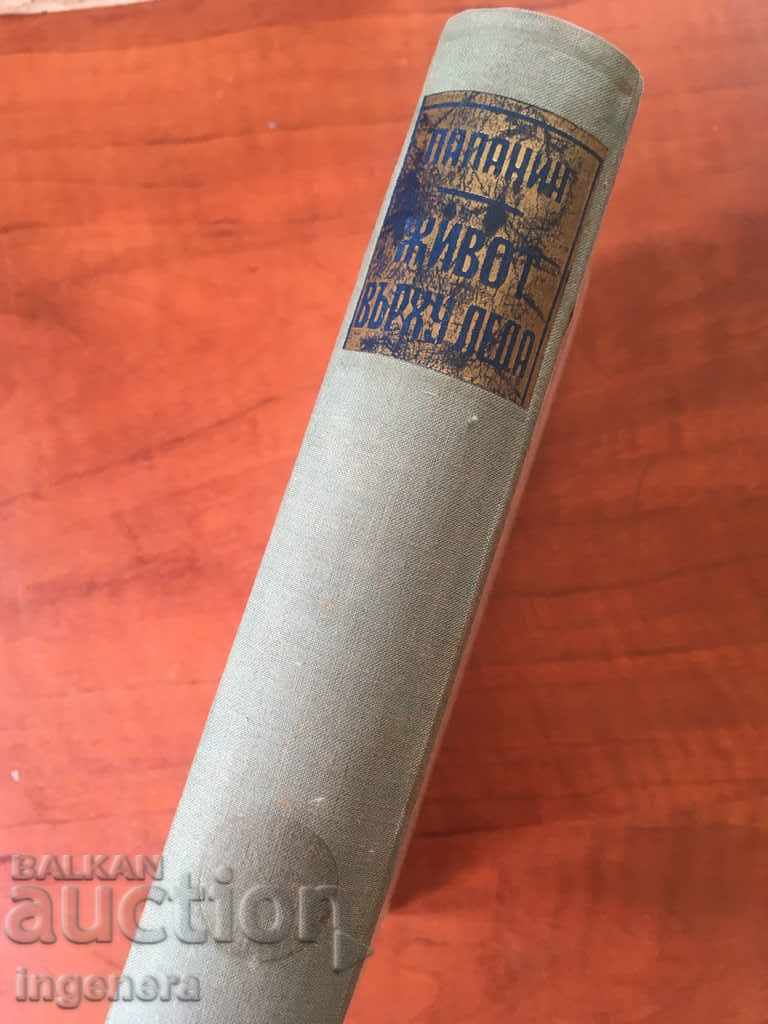 ПАПАНИН
ЖИВОТ
ВЪРХУ ЛЕДА
BALKAN
auction
ingenera